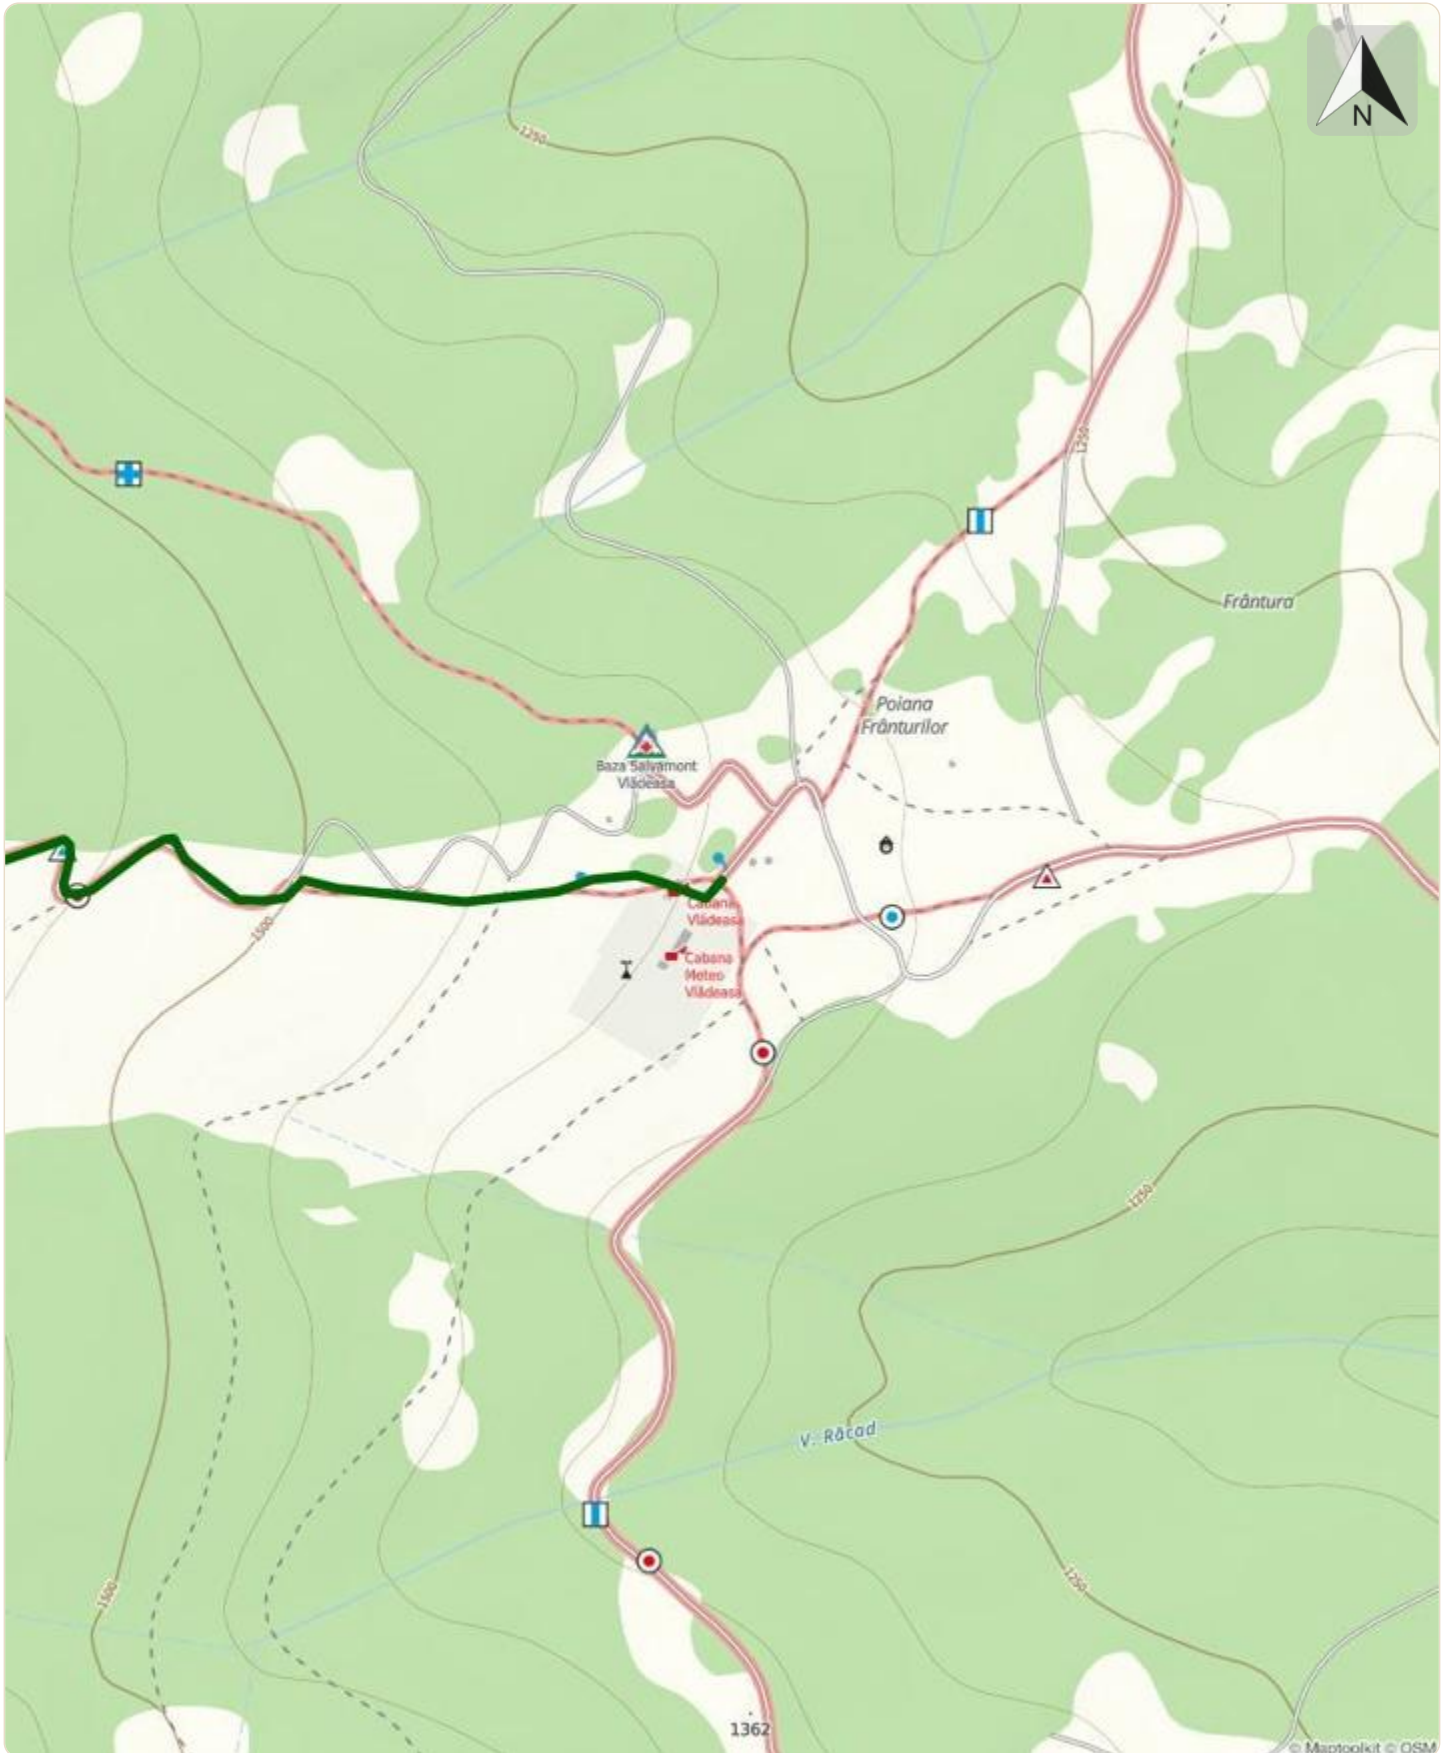 N
1250
1250
Frântura
Poiana
Frânturilor
Baza Salvamont
Vlădeasa
1500
Cabana
Vlădeasa
Cabana
Meteo
Vlădeasa
1250
V. Răcad
1500
1250
1362
© Maptoolkit © OSM